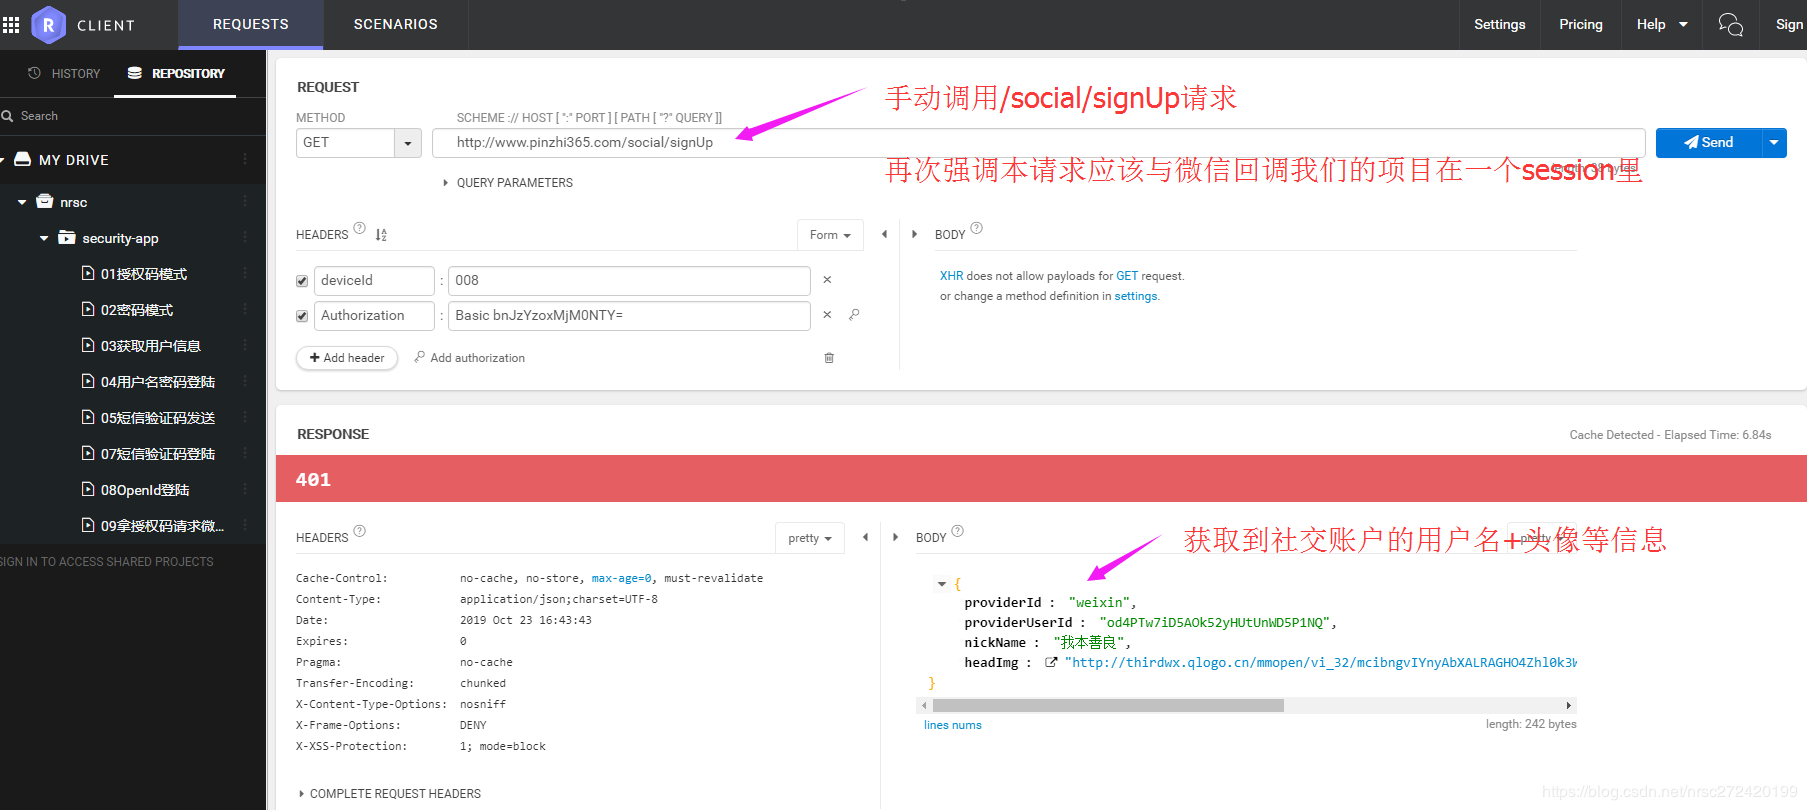 CLIENT
REQUESTS
SCENARIOS
Settings
Pricing
Help
Sign
HISTORY
REPOSITORY
Search
MY DRIVE
nrsc
security-app
01授权码模式
02密码模式
03获取用户信息
04用户名密码登陆
05短信验证码发送
07短信验证码登陆
08OpenId登陆
09拿授权码请求微...
SIGN IN TO ACCESS SHARED PROJECTS
REQUEST
手动调用/social/signUp请求
METHOD
SCHEME :// HOST [ ":" PORT ] [ PATH [ "?" QUERY ]]
GET
http://www.pinzhi365.com/social/signUp
Send
再次强调本请求应该与微信回调我们的项目在一个session里
QUERY PARAMETERS
HEADERS
Form
BODY
deviceId : 008
Authorization : Basic bnJzYzoxMjM0NTY=
XHR does not allow payloads for GET request.
or change a method definition in settings.
Add header
Add authorization
RESPONSE
Cache Detected - Elapsed Time: 6.84s
401
HEADERS
pretty
BODY
pretty
获取到社交账户的用户名+头像等信息
Cache-Control: no-cache, no-store, max-age=0, must-revalidate
Content-Type: application/json;charset=UTF-8
Date: 2019 Oct 23 16:43:43
Expires: 0
Pragma: no-cache
Transfer-Encoding: chunked
X-Content-Type-Options: nosniff
X-Frame-Options: DENY
X-XSS-Protection: 1; mode=block
{
providerId : "weixin",
providerUserId : "od4PTw7iD5AOk52yHUtUnWD5P1NQ",
nickName : "我本善良",
headImg : "http://thirdwx.qlogo.cn/mmopen/vi_32/mcibngvIYnyAbXALRAGHO4Zhl0k3W
}
lines nums
length: 242 bytes
COMPLETE REQUEST HEADERS
https://blog.csdn.net/nrsc272420199